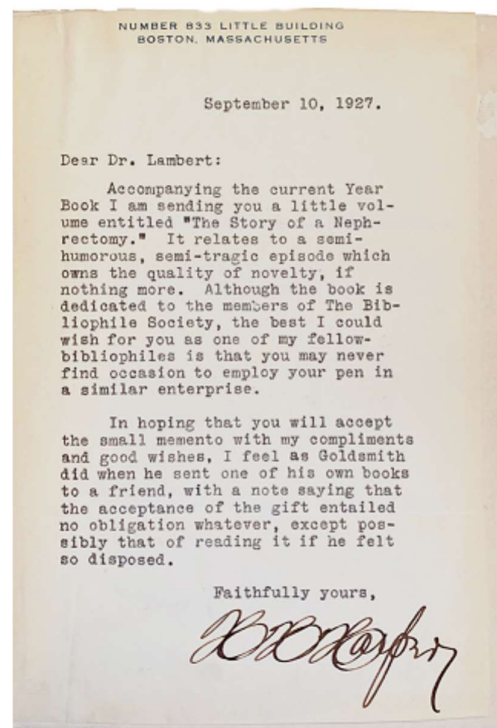 NUMBER 833 LITTLE BUILDING
BOSTON, MASSACHUSETTS
September 10, 1927.
Dear Dr. Lambert:
Accompanying the current Year
Book I am sending you a little vol-
ume entitled "The Story of a Neph-
rectomy." It relates to a semi-
humorous, semi-tragic episode which
owns the quality of novelty, if
nothing more. Although the book is
dedicated to the members of The Bib-
liophile Society, the best I could
wish for you as one of my fellow-
bibliophiles is that you may never
find occasion to employ your pen in
a similar enterprise.
In hoping that you will accept
the small memento with my compliments
and good wishes, I feel as Goldsmith
did when he sent one of his own books
to a friend, with a note saying that
the acceptance of the gift entailed
no obligation whatever, except pos-
sibly that of reading it if he felt
so disposed.
Faithfully yours,